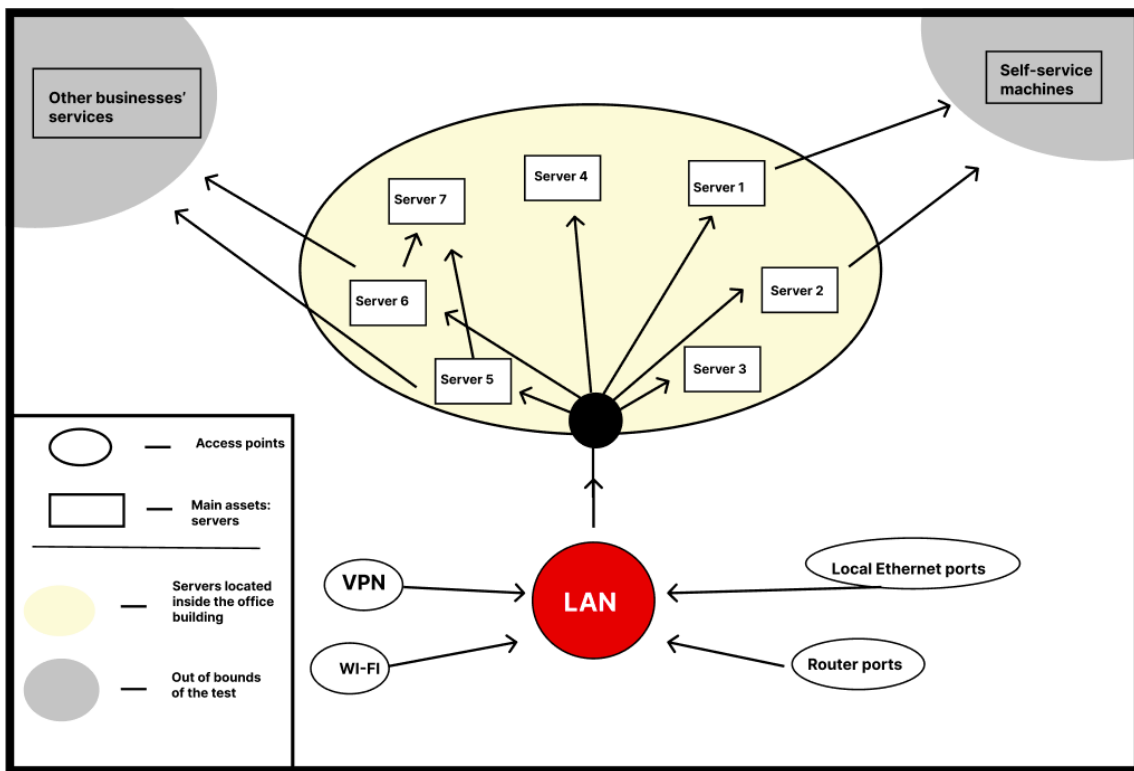 Other businesses'
services
Self-service
machines
Server 4
Server 1
Server 7
Server 2
Server 6
Server 3
Server 5
Access points
Main assets:
servers
Servers located
inside the office
building
Out of bounds
of the test
VPN
WI-FI
LAN
Local Ethernet ports
Router ports